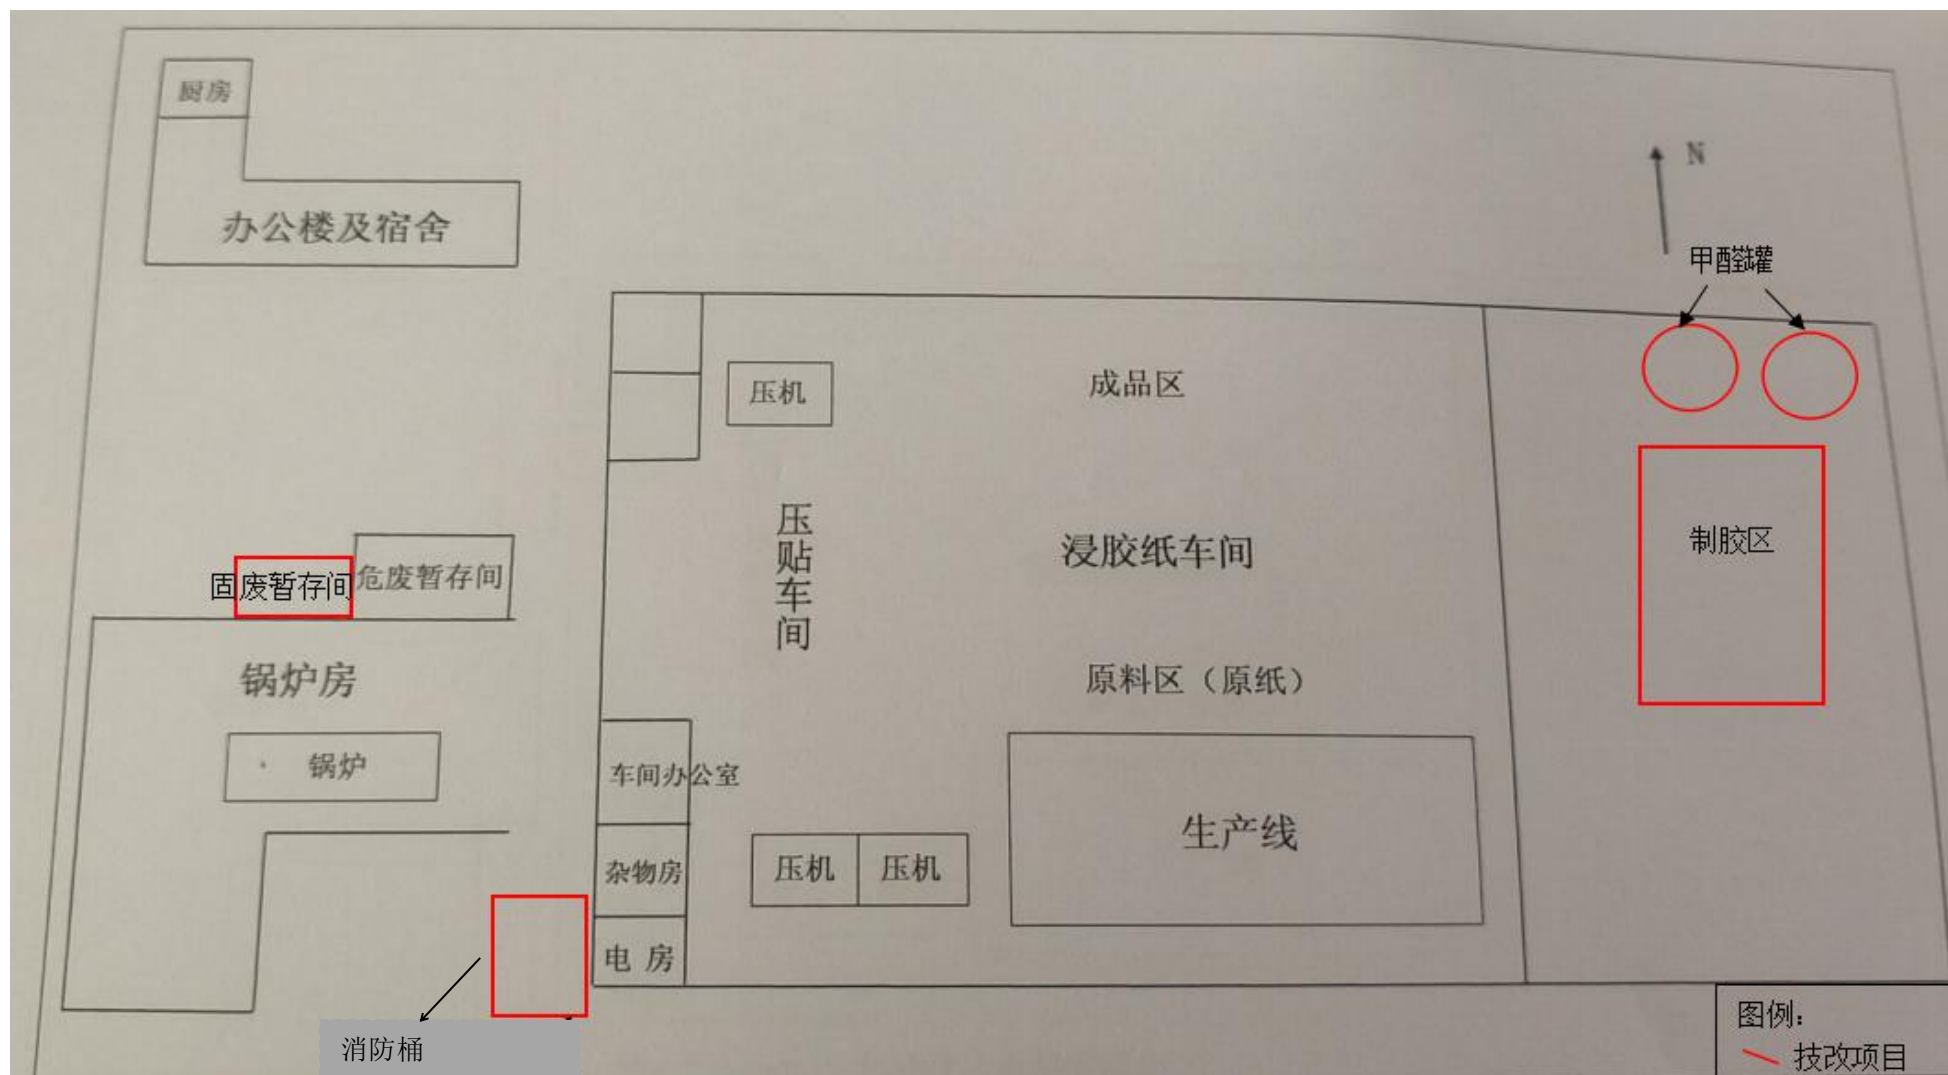 厨房
办公楼及宿舍
N
甲醛罐
压机
成品区
压贴车间
浸胶纸车间
制胶区
固废暂存间
危废暂存间
锅炉房
原料区（原纸）
锅炉
车间办公室
生产线
杂物房
压机
压机
电 房
图例：
技改项目
消防桶